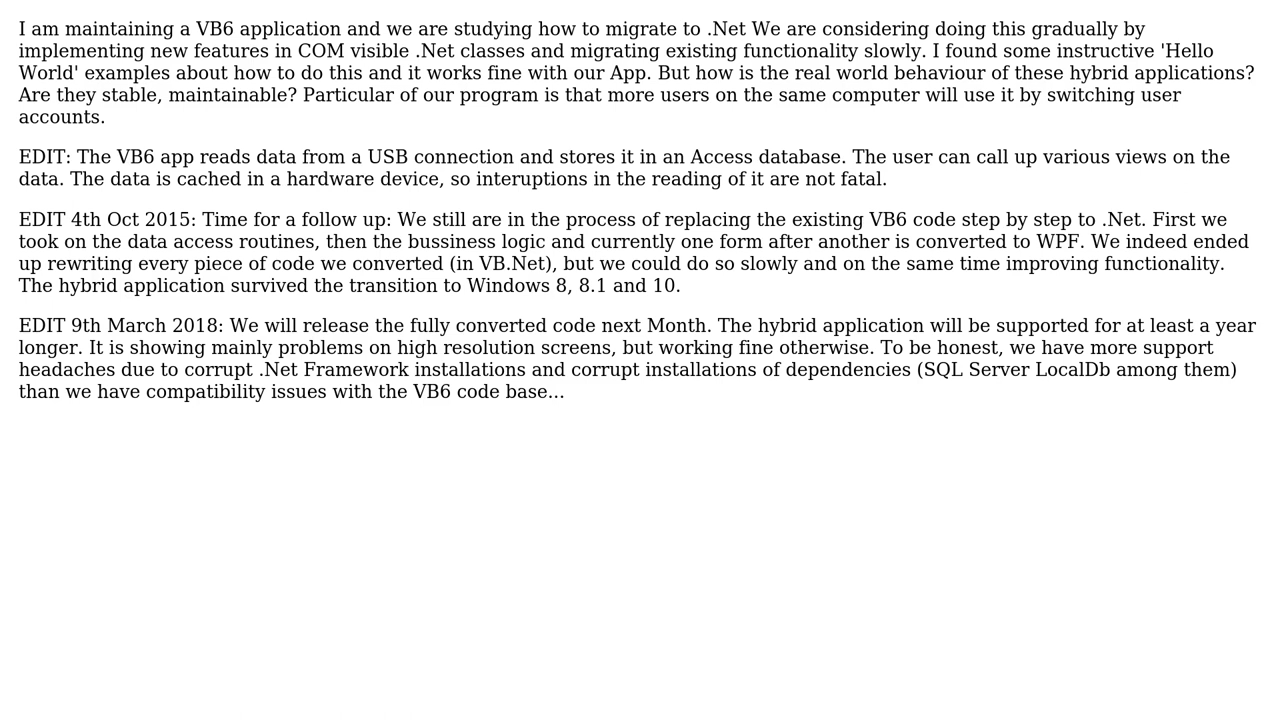 I am maintaining a VB6 application and we are studying how to migrate to .Net We are considering doing this gradually by
implementing new features in COM visible .Net classes and migrating existing functionality slowly. I found some instructive 'Hello
World' examples about how to do this and it works fine with our App. But how is the real world behaviour of these hybrid applications?
Are they stable, maintainable? Particular of our program is that more users on the same computer will use it by switching user
accounts.
EDIT: The VB6 app reads data from a USB connection and stores it in an Access database. The user can call up various views on the
data. The data is cached in a hardware device, so interuptions in the reading of it are not fatal.
EDIT 4th Oct 2015: Time for a follow up: We still are in the process of replacing the existing VB6 code step by step to .Net. First we
took on the data access routines, then the bussiness logic and currently one form after another is converted to WPF. We indeed ended
up rewriting every piece of code we converted (in VB.Net), but we could do so slowly and on the same time improving functionality.
The hybrid application survived the transition to Windows 8, 8.1 and 10.
EDIT 9th March 2018: We will release the fully converted code next Month. The hybrid application will be supported for at least a year
longer. It is showing mainly problems on high resolution screens, but working fine otherwise. To be honest, we have more support
headaches due to corrupt .Net Framework installations and corrupt installations of dependencies (SQL Server LocalDb among them)
than we have compatibility issues with the VB6 code base...